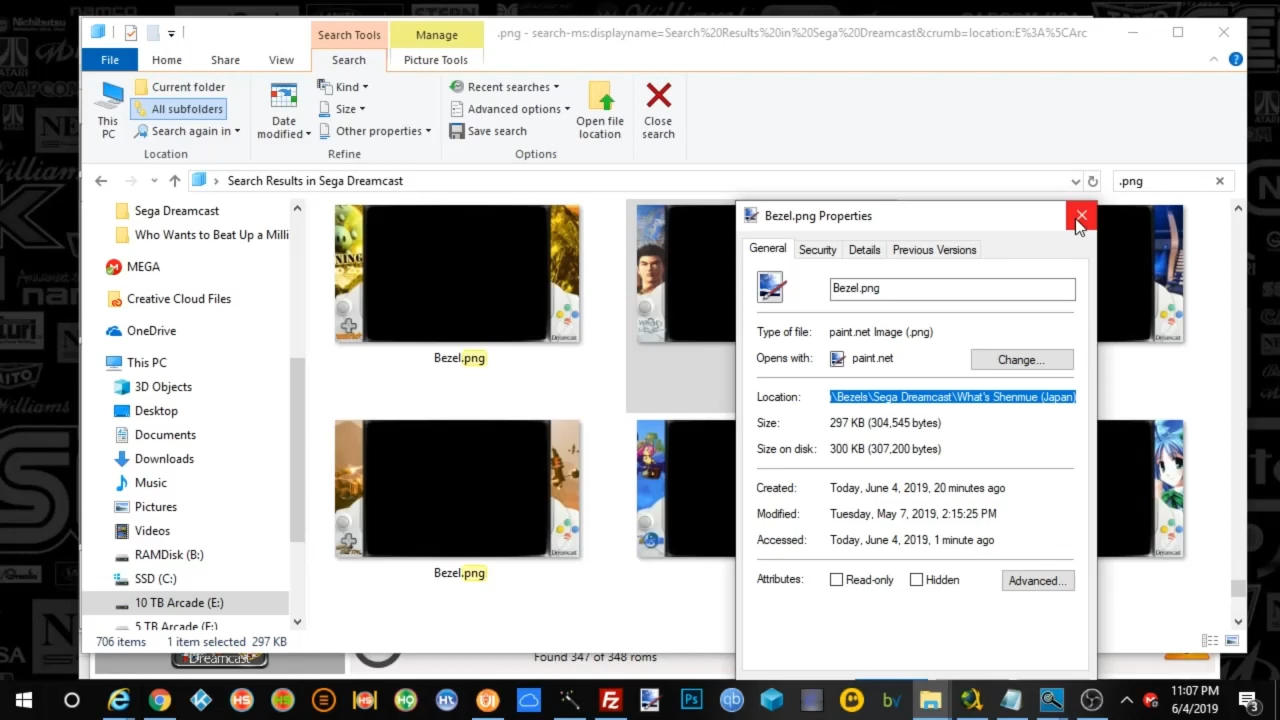 Search Tools
Manage
.png - search-ms:displayname=Search%20Results%20in%20Sega%20Dreamcast&crumb=location:E%3A%5CArc
File
Home
Share
View
Search
Picture Tools
This PC
Current folder
All subfolders
Search again in
Location
Date modified
Kind
Size
Other properties
Refine
Recent searches
Advanced options
Save search
Options
Open file location
Close search
Search Results in Sega Dreamcast
.png
Sega Dreamcast
Who Wants to Beat Up a Milli
MEGA
Creative Cloud Files
OneDrive
This PC
3D Objects
Desktop
Documents
Downloads
Music
Pictures
Videos
RAMDisk (B:)
SSD (C:)
10 TB Arcade (E:)
5 TB Arcade (F:)
Bezel.png
Bezel.png
Bezel.png Properties
General
Security
Details
Previous Versions
Bezel.png
Type of file:
paint.net Image (.png)
Opens with:
paint.net
Change...
Location:
\Bezels\Sega Dreamcast\What's Shenmue (Japan)
Size:
297 KB (304,545 bytes)
Size on disk:
300 KB (307,200 bytes)
Created:
Today, June 4, 2019, 20 minutes ago
Modified:
Tuesday, May 7, 2019, 2:15:25 PM
Accessed:
Today, June 4, 2019, 1 minute ago
Attributes:
Read-only
Hidden
Advanced...
706 items
1 item selected 297 KB
Dreamcast
Found 347 of 348 roms
11:07 PM
6/4/2019
3